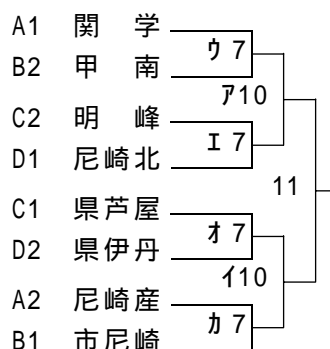 A1 関 学
ウ 7
B2 甲 南
ア10
C2 明 峰
エ 7
D1 尼崎北
11
C1 県芦屋
オ 7
D2 県伊丹
イ10
A2 尼崎産
カ 7
B1 市尼崎